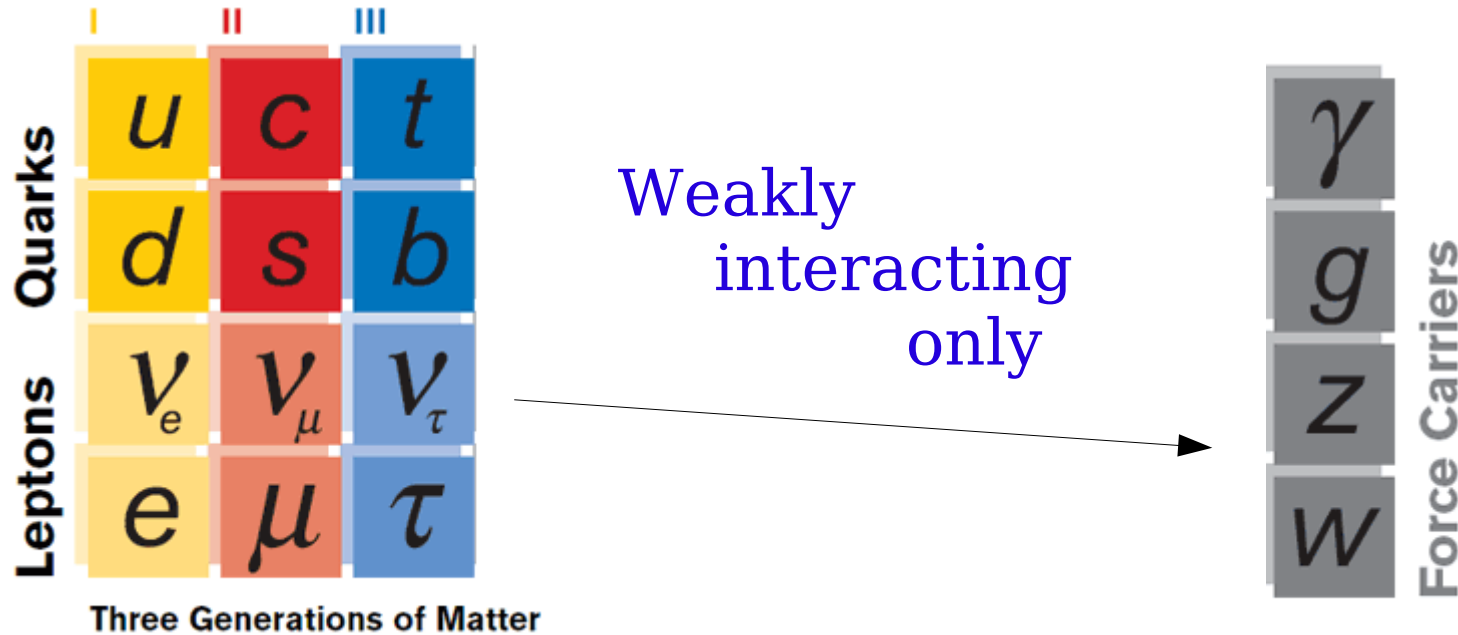 I II III
Quarks
u c t
d s b
Leptons
νe νμ ντ
e μ τ
Three Generations of Matter
Weakly
interacting
only
γ
g
z
w
Force Carriers